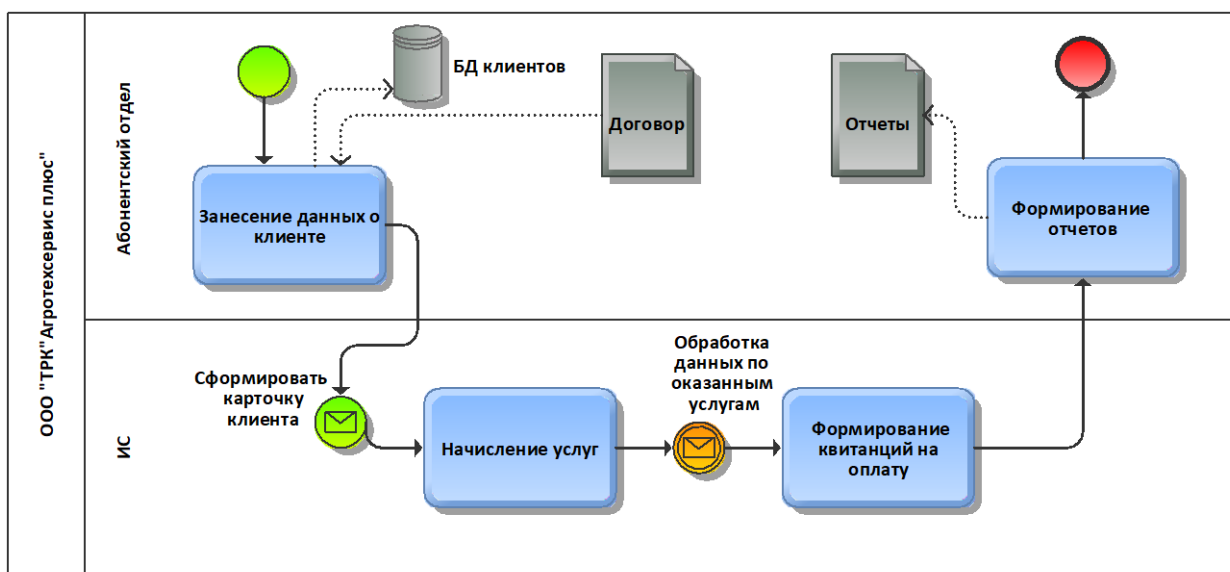 ООО "ТРК"Агротехсервис плюс"
Абонентский отдел
БД клиентов
Договор
Отчеты
Занесение данных о
клиенте
Формирование
отчетов
ИС
Сформировать
карточку
клиента
Начисление услуг
Обработка
данных по
оказанным
услугам
Формирование
квитанций на
оплату